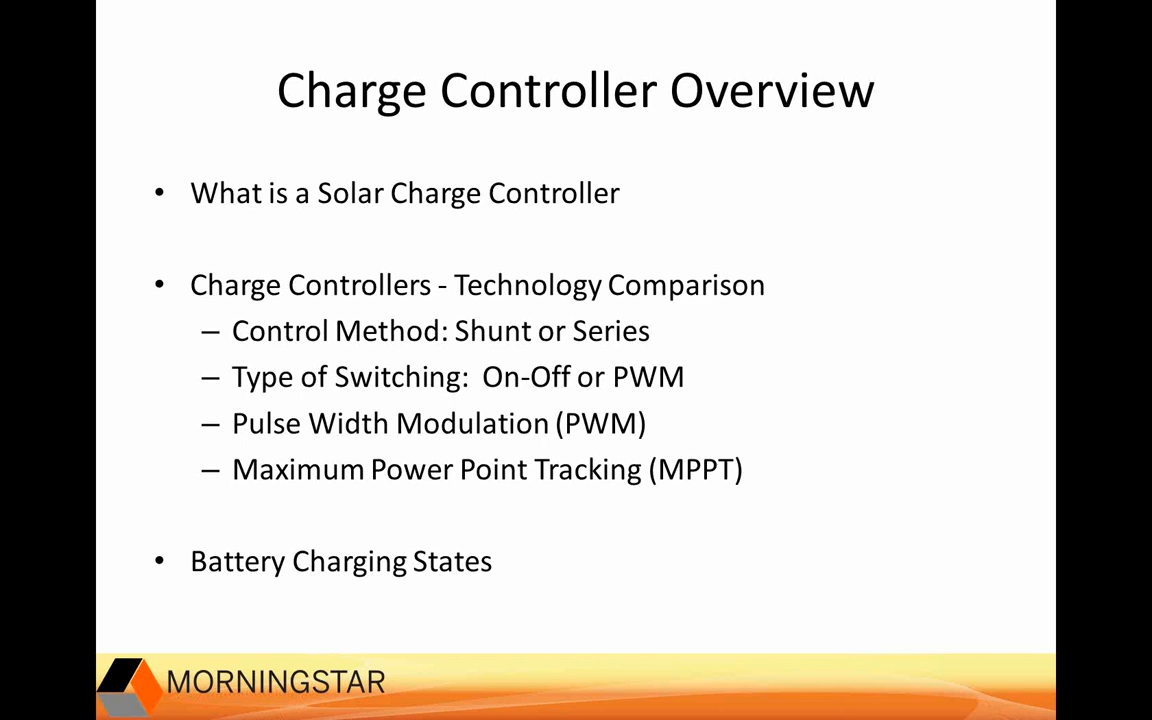 Charge Controller Overview
• What is a Solar Charge Controller
• Charge Controllers - Technology Comparison
– Control Method: Shunt or Series
– Type of Switching:  On-Off or PWM
– Pulse Width Modulation (PWM)
– Maximum Power Point Tracking (MPPT)
• Battery Charging States
MORNINGSTAR